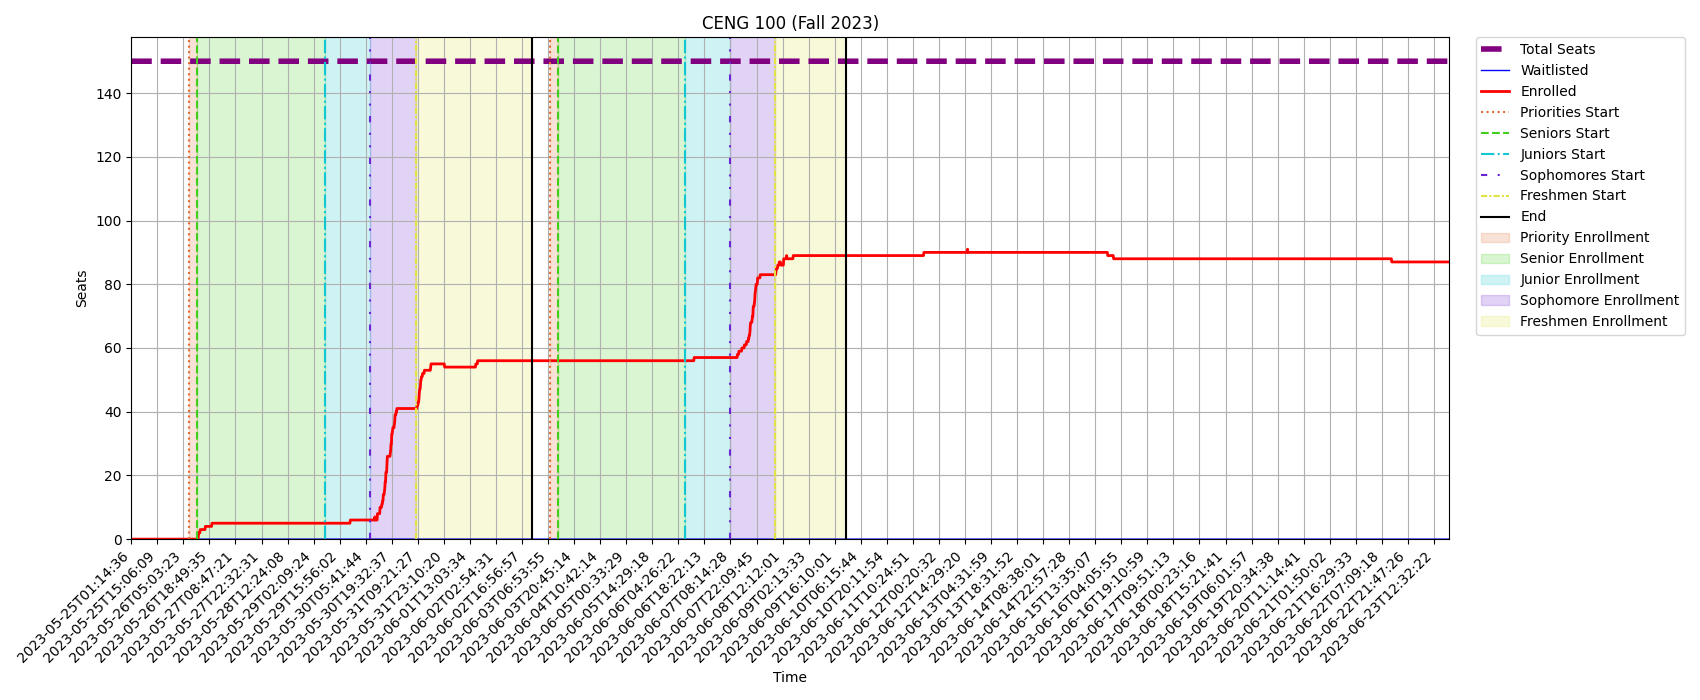 CENG 100 (Fall 2023)
Seats
140
120
100
80
60
40
20
0
2023-05-25T01:14:36
2023-05-25T15:06:09
2023-05-26T05:03:23
2023-05-26T18:49:35
2023-05-27T08:47:21
2023-05-27T22:32:31
2023-05-28T12:24:08
2023-05-29T02:09:24
2023-05-29T15:56:02
2023-05-30T05:41:44
2023-05-30T19:32:37
2023-05-31T09:21:27
2023-05-31T23:10:20
2023-06-01T13:03:34
2023-06-02T02:54:31
2023-06-02T16:56:57
2023-06-03T06:53:55
2023-06-03T20:45:14
2023-06-04T10:42:14
2023-06-05T00:33:29
2023-06-05T14:29:18
2023-06-06T04:26:22
2023-06-06T18:22:13
2023-06-07T08:14:28
2023-06-07T22:09:45
2023-06-08T12:12:01
2023-06-09T02:13:33
2023-06-09T16:10:01
2023-06-10T06:15:44
2023-06-10T20:11:54
2023-06-11T10:24:51
2023-06-12T00:20:32
2023-06-12T14:29:20
2023-06-13T04:31:59
2023-06-13T18:31:52
2023-06-14T08:38:01
2023-06-14T22:57:28
2023-06-15T13:35:07
2023-06-16T04:05:55
2023-06-16T19:10:59
2023-06-17T09:51:13
2023-06-18T00:23:16
2023-06-18T15:21:41
2023-06-19T06:01:57
2023-06-19T20:34:38
2023-06-20T11:14:41
2023-06-21T01:50:02
2023-06-21T16:29:33
2023-06-22T07:09:18
2023-06-22T21:47:26
2023-06-23T12:32:22
Time
Total Seats
Waitlisted
Enrolled
Priorities Start
Seniors Start
Juniors Start
Sophomores Start
Freshmen Start
End
Priority Enrollment
Senior Enrollment
Junior Enrollment
Sophomore Enrollment
Freshmen Enrollment